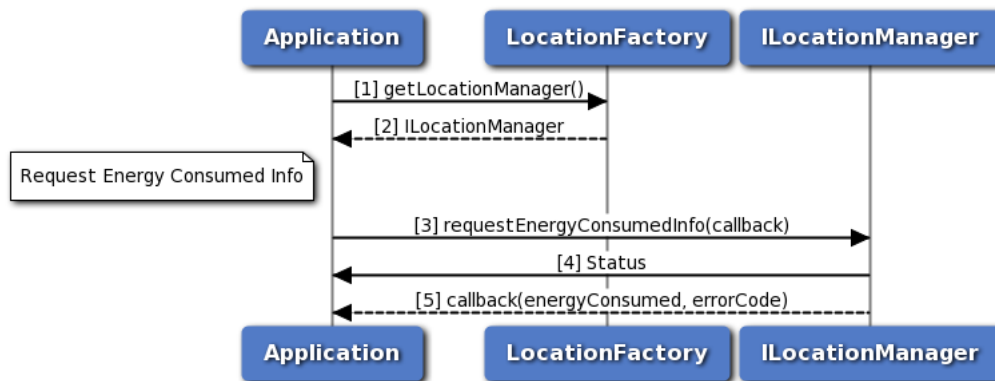 Application
LocationFactory
ILocationManager
[1] getLocationManager()
[2] ILocationManager
Request Energy Consumed Info
[3] requestEnergyConsumedInfo(callback)
[4] Status
[5] callback(energyConsumed, errorCode)
Application
LocationFactory
ILocationManager